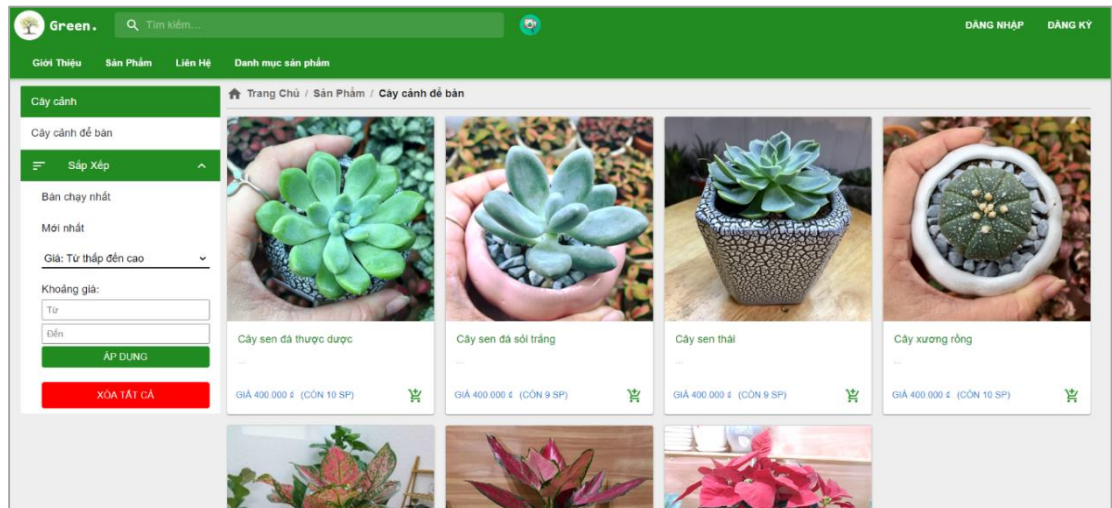 Green.
Tìm kiếm...
ĐĂNG NHẬP
ĐĂNG KÝ
Giới Thiệu
Sản Phẩm
Liên Hệ
Danh mục sản phẩm
Cây cảnh
Cây cảnh để bàn
Sắp Xếp
Bán chạy nhất
Mới nhất
Giá: Từ thấp đến cao
Khoảng giá:
Từ
Đến
ÁP DỤNG
XÓA TẤT CẢ
Trang Chủ / Sản Phẩm / Cây cảnh để bàn
Cây sen đá thược dược
...
GIÁ 400.000 ₫ (CÒN 10 SP)
Cây sen đá sỏi trắng
...
GIÁ 400.000 ₫ (CÒN 9 SP)
Cây sen thái
...
GIÁ 400.000 ₫ (CÒN 9 SP)
Cây xương rồng
...
GIÁ 400.000 ₫ (CÒN 10 SP)